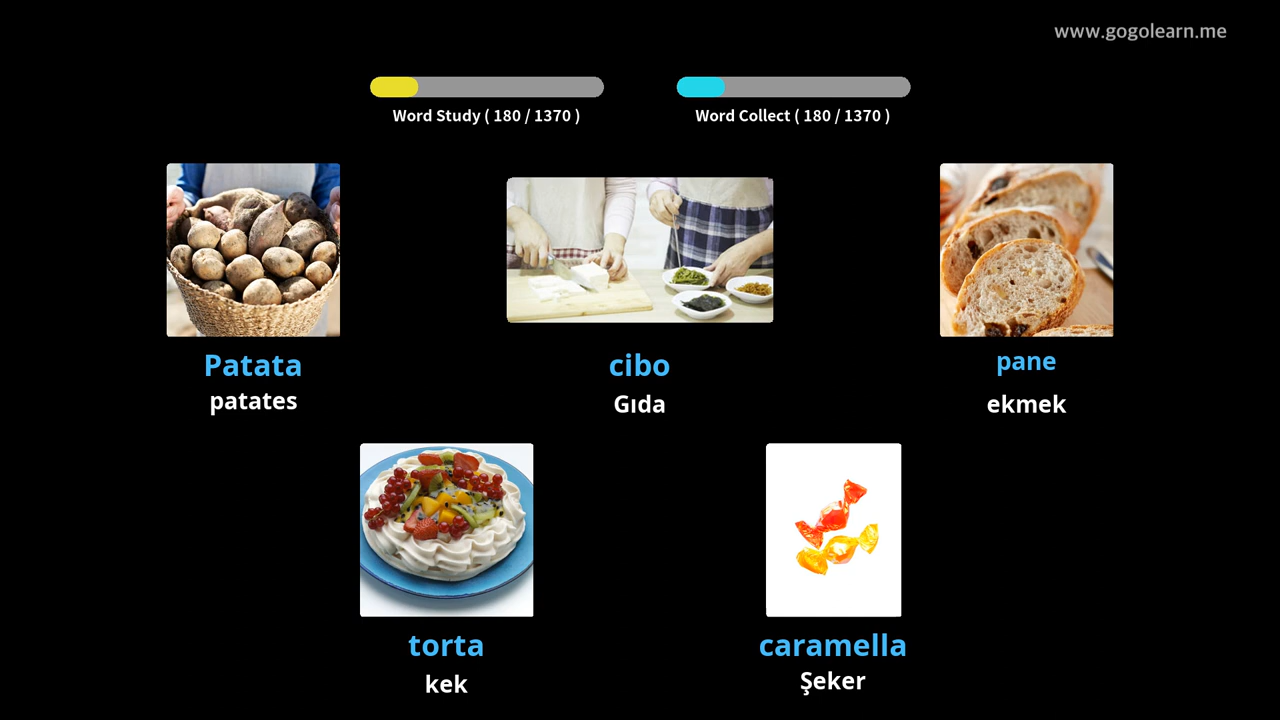 www.gogolearn.me
Word Study ( 180 / 1370 )
Word Collect ( 180 / 1370 )
Patata
patates
cibo
Gıda
pane
ekmek
torta
kek
caramella
Şeker